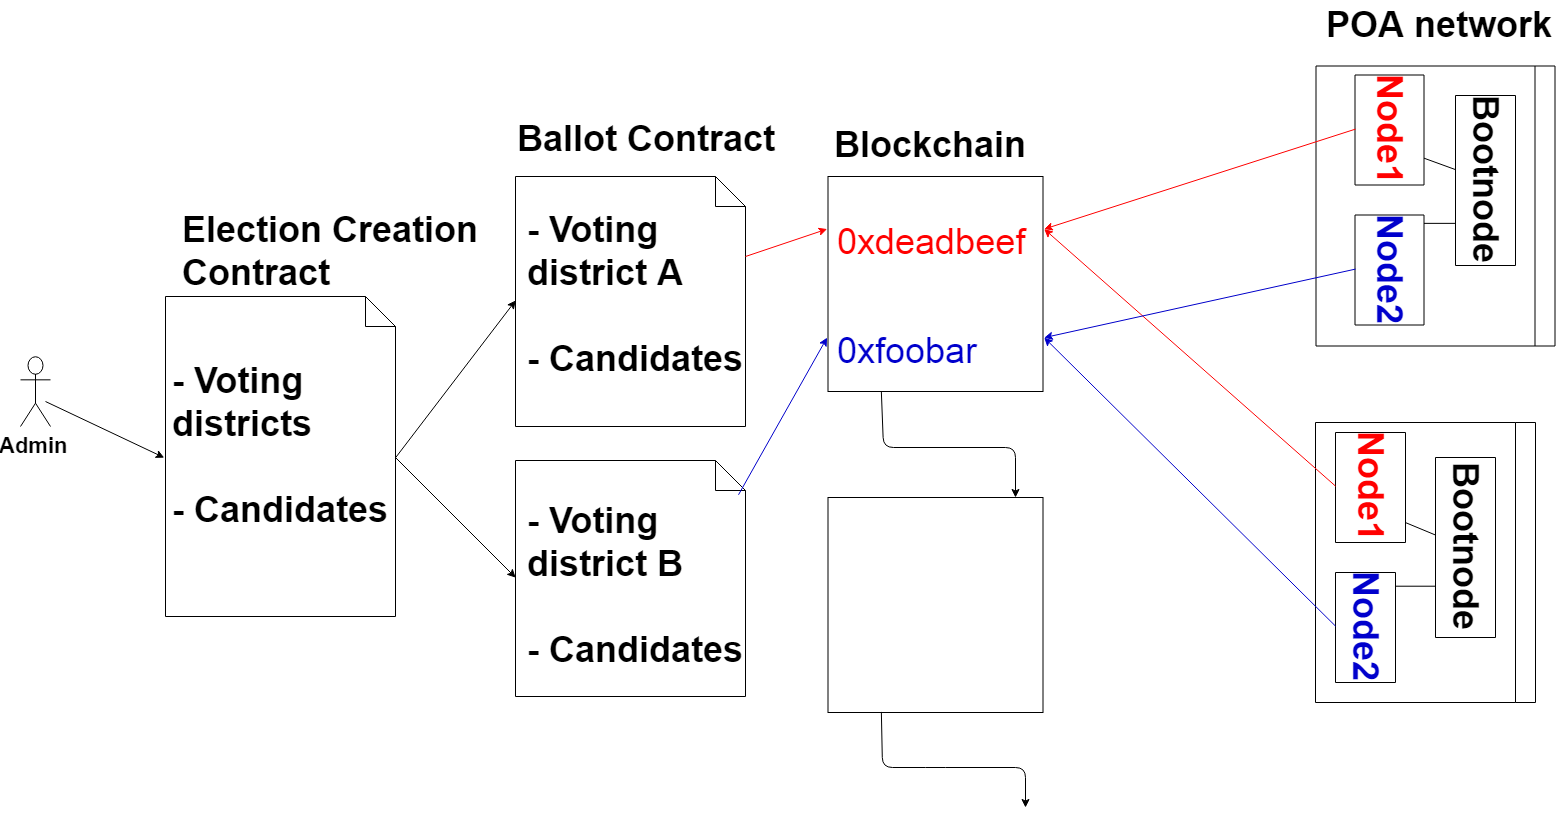 POA network
Node1
Bootnode
Node2
Ballot Contract
Blockchain
- Voting
district A
- Candidates
0xdeadbeef
0xfoobar
Election Creation
Contract
- Voting
districts
- Candidates
Admin
- Voting
district B
- Candidates
Node1
Bootnode
Node2